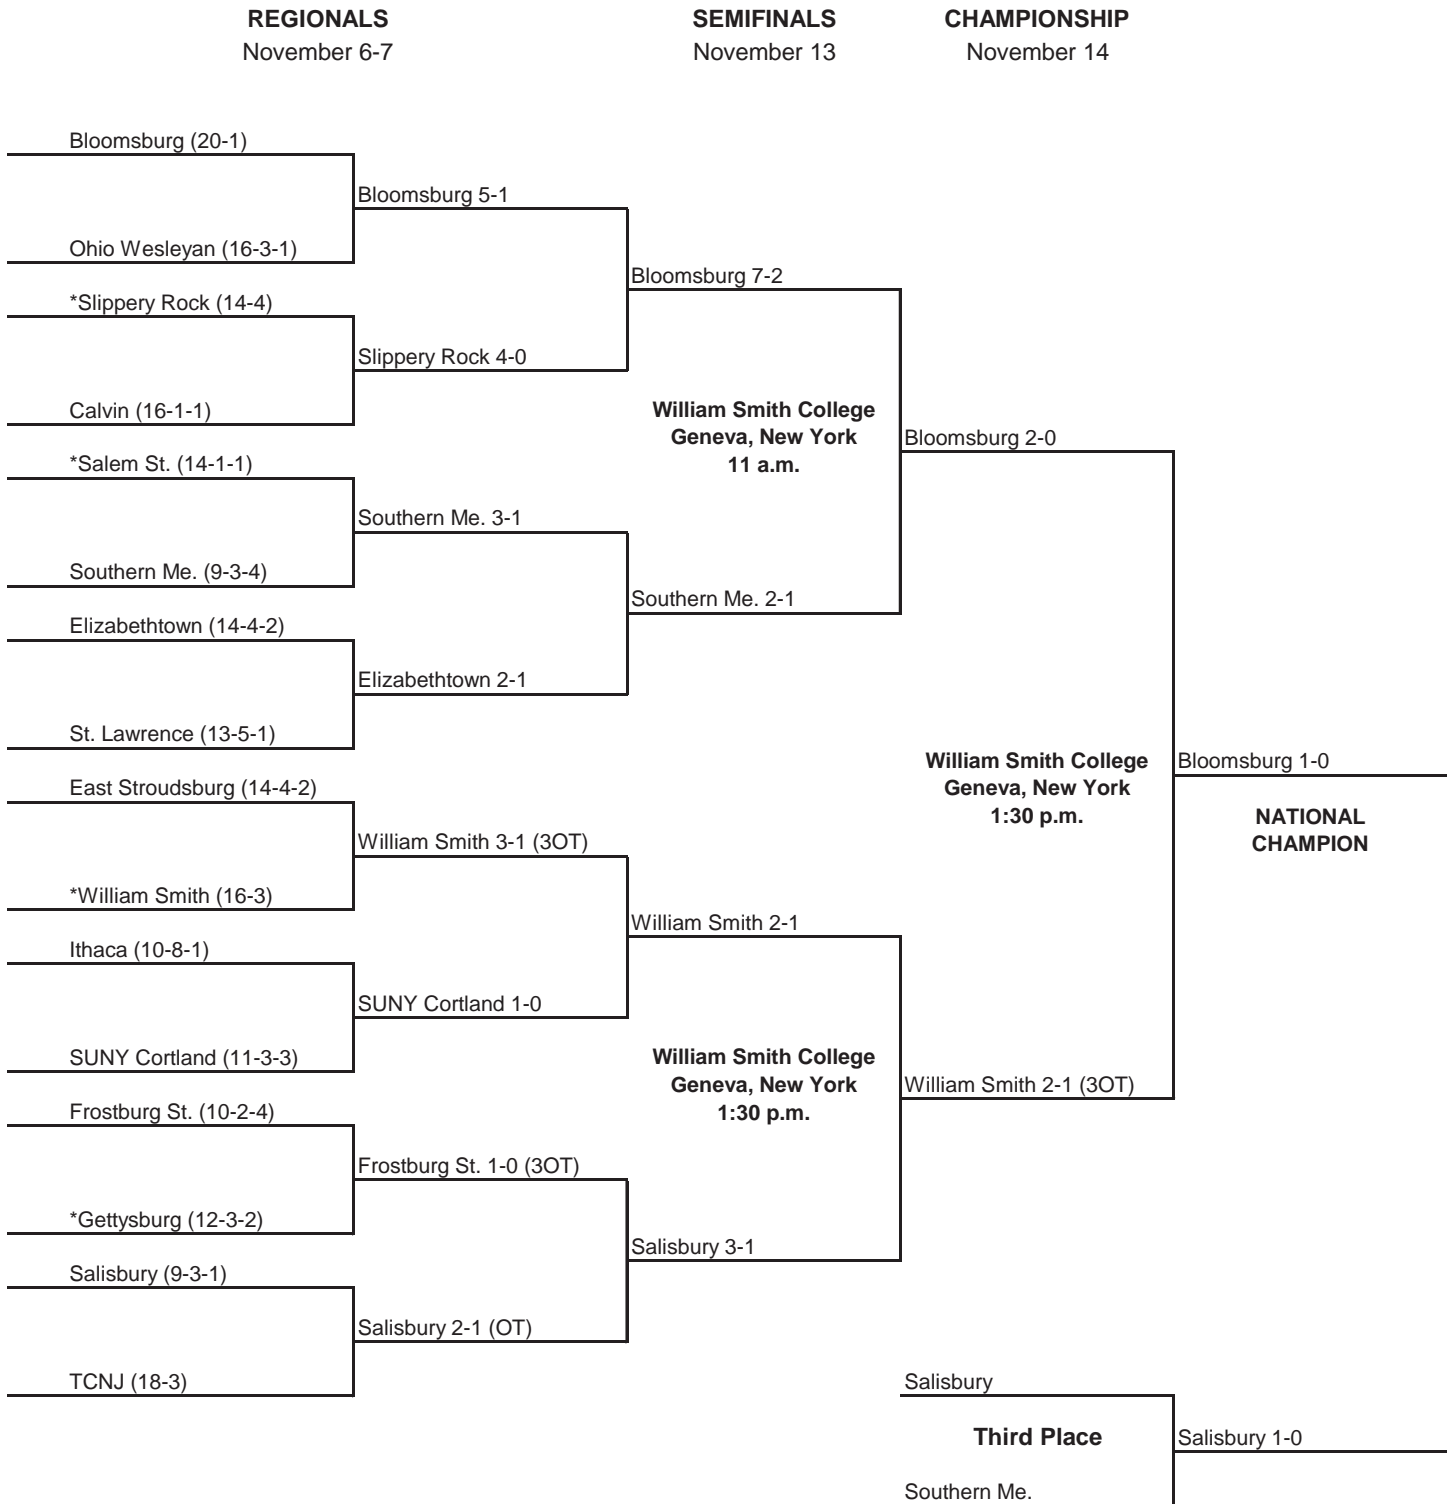 REGIONALS
November 6-7
SEMIFINALS
November 13
CHAMPIONSHIP
November 14
Bloomsburg (20-1)
Bloomsburg 5-1
Ohio Wesleyan (16-3-1)
Bloomsburg 7-2
*Slippery Rock (14-4)
Slippery Rock 4-0
Calvin (16-1-1)
William Smith College
Geneva, New York
11 a.m.
Bloomsburg 2-0
*Salem St. (14-1-1)
Southern Me. 3-1
Southern Me. (9-3-4)
Southern Me. 2-1
Elizabethtown (14-4-2)
Elizabethtown 2-1
St. Lawrence (13-5-1)
William Smith College
Geneva, New York
1:30 p.m.
Bloomsburg 1-0
NATIONAL
CHAMPION
East Stroudsburg (14-4-2)
William Smith 3-1 (3OT)
*William Smith (16-3)
William Smith 2-1
Ithaca (10-8-1)
SUNY Cortland 1-0
SUNY Cortland (11-3-3)
William Smith College
Geneva, New York
1:30 p.m.
William Smith 2-1 (3OT)
Frostburg St. (10-2-4)
Frostburg St. 1-0 (3OT)
*Gettysburg (12-3-2)
Salisbury 3-1
Salisbury (9-3-1)
Salisbury 2-1 (OT)
TCNJ (18-3)
Salisbury
Third Place
Salisbury 1-0
Southern Me.